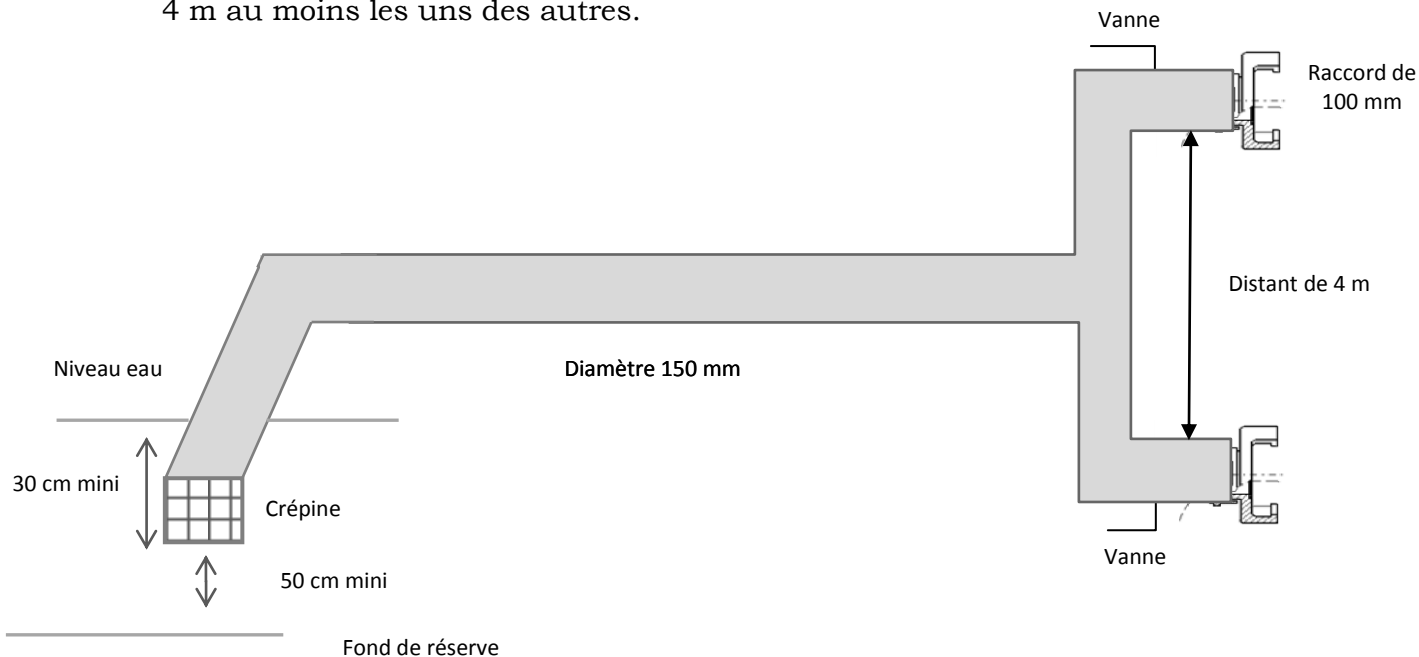 4 m au moins les uns des autres.
Vanne
Raccord de
100 mm
Distant de 4 m
Niveau eau
Diamètre 150 mm
30 cm mini
Crépine
50 cm mini
Vanne
Fond de réserve